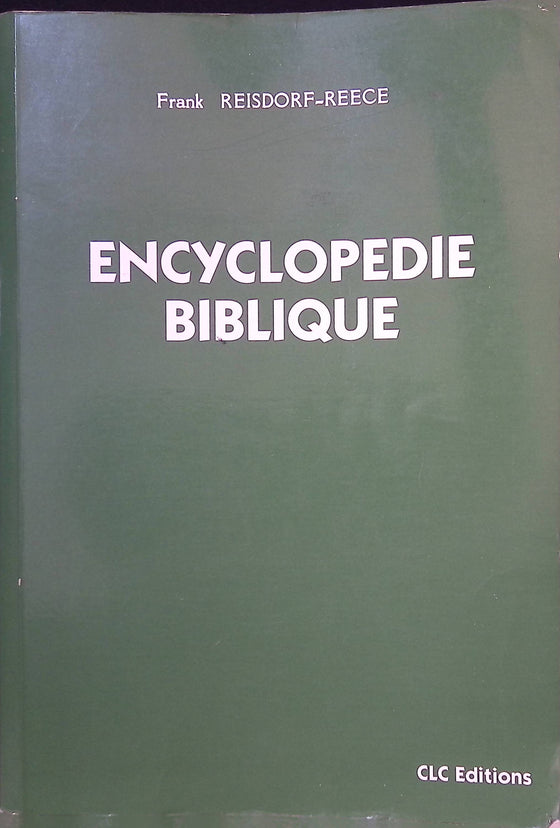 Frank REISDORF-REECE
ENCYCLOPEDIE
BIBLIQUE
CLC Editions